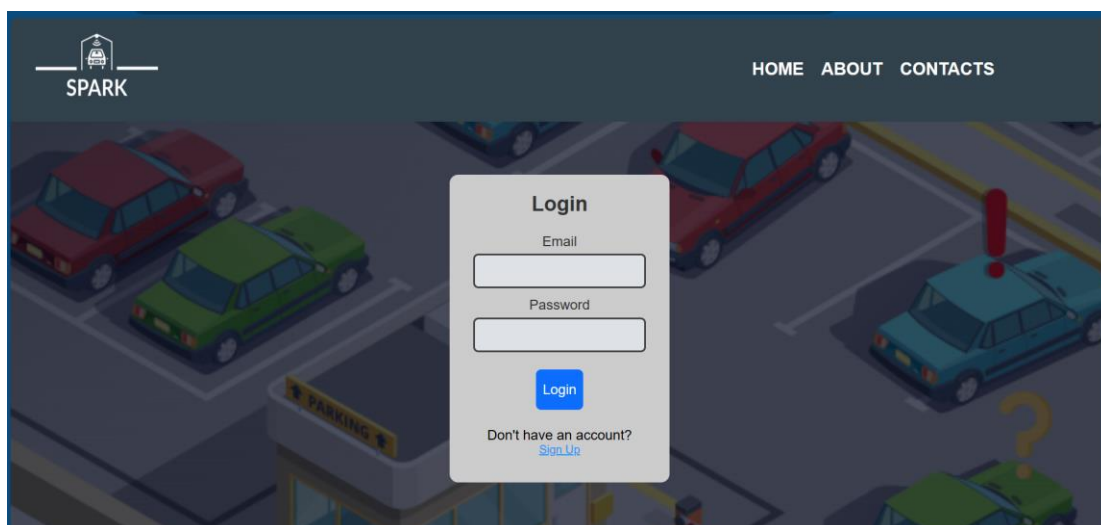 SPARK
HOME ABOUT CONTACTS
Login
Email
Password
Login
PARKING
Don't have an account?
Sign Up